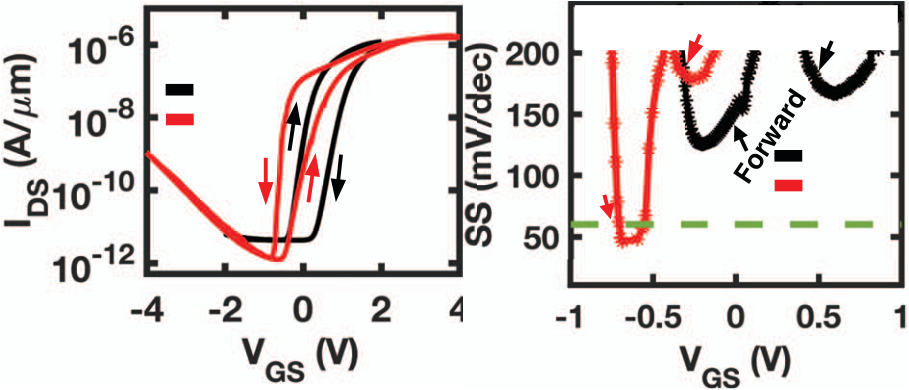 I_DS (A/μm)
10^-6
10^-8
10^-10
10^-12
-4 -2 0 2 4
V_GS (V)
SS (mV/dec)
200
150
100
50
Forward
-1 -0.5 0 0.5 1
V_GS (V)